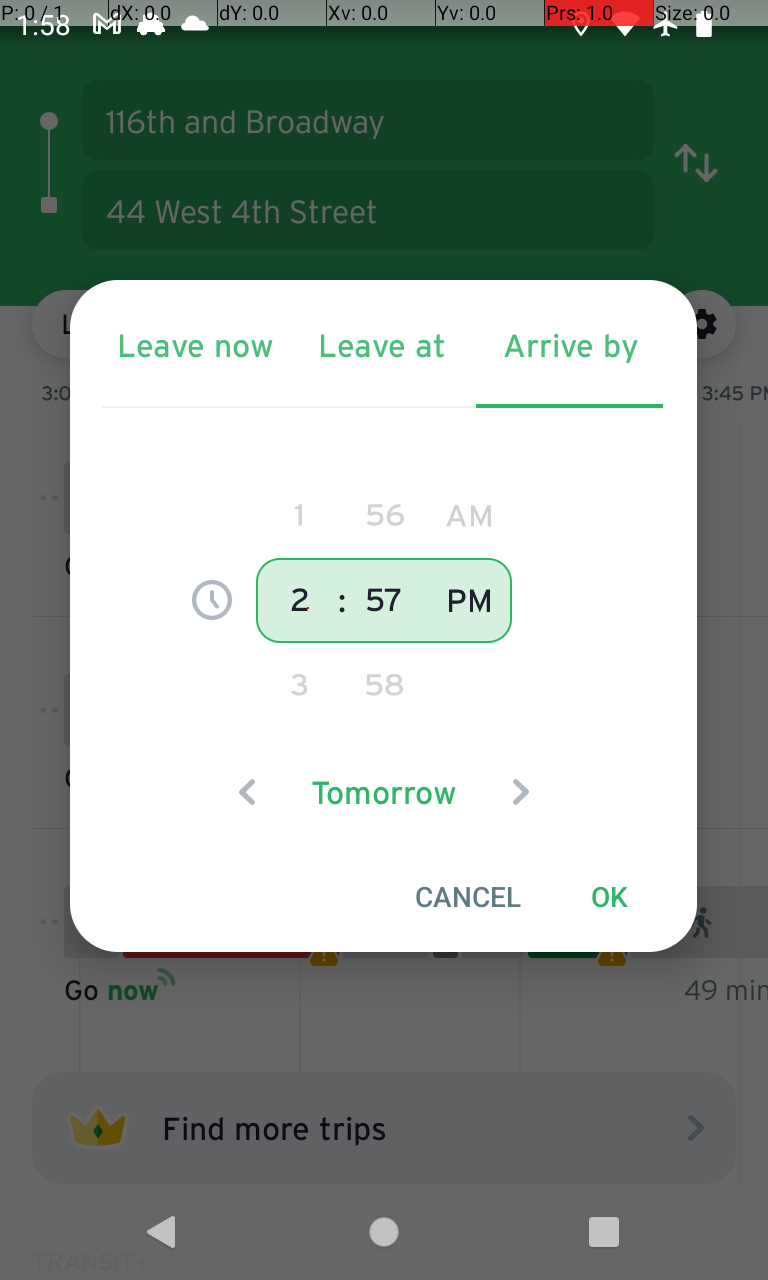 P: 0 / 1 dX: 0.0 dY: 0.0 Xv: 0.0 Yv: 0.0 Prs: 1.0 Size: 0.0
1:58
116th and Broadway
44 West 4th Street
Leave now Leave at Arrive by
3:0 3:45 PM
1 56 AM
2 : 57 PM
3 58
Tomorrow
CANCEL OK
Go now 49 min
Find more trips
TRANSIT+